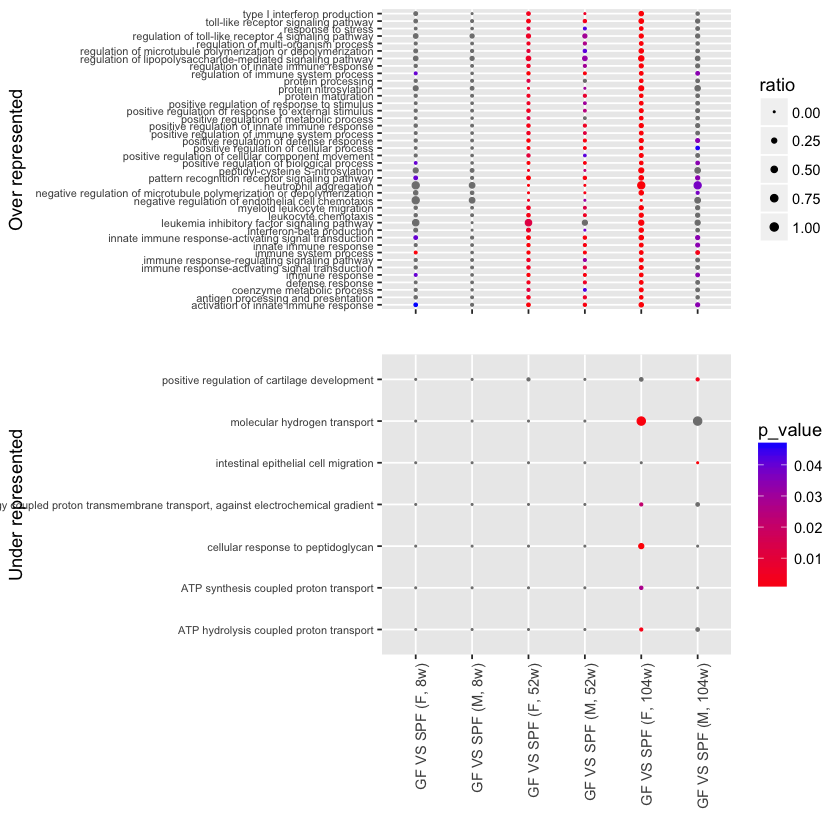 Over represented
type I interferon production
toll-like receptor signaling pathway
response to stress
regulation of toll-like receptor 4 signaling pathway
regulation of multi-organism process
regulation of microtubule polymerization or depolymerization
regulation of lipopolysaccharide-mediated signaling pathway
regulation of innate immune response
regulation of immune system process
protein processing
protein nitrosylation
protein maturation
positive regulation of response to stimulus
positive regulation of response to external stimulus
positive regulation of metabolic process
positive regulation of innate immune response
positive regulation of immune system process
positive regulation of defense response
positive regulation of cellular process
positive regulation of cellular component movement
positive regulation of biological process
peptidyl-cysteine S-nitrosylation
pattern recognition receptor signaling pathway
neutrophil aggregation
negative regulation of microtubule polymerization or depolymerization
negative regulation of endothelial cell chemotaxis
myeloid leukocyte migration
leukocyte chemotaxis
leukemia inhibitory factor signaling pathway
interferon-beta production
innate immune response-activating signal transduction
innate immune response
immune system process
immune response-regulating signaling pathway
immune response-activating signal transduction
immune response
defense response
coenzyme metabolic process
antigen processing and presentation
activation of innate immune response
ratio
0.00
0.25
0.50
0.75
1.00
Under represented
positive regulation of cartilage development
molecular hydrogen transport
intestinal epithelial cell migration
coupled proton transmembrane transport, against electrochemical gradient
cellular response to peptidoglycan
ATP synthesis coupled proton transport
ATP hydrolysis coupled proton transport
GF VS SPF (F, 8w)
GF VS SPF (M, 8w)
GF VS SPF (F, 52w)
GF VS SPF (M, 52w)
GF VS SPF (F, 104w)
GF VS SPF (M, 104w)
p_value
0.04
0.03
0.02
0.01